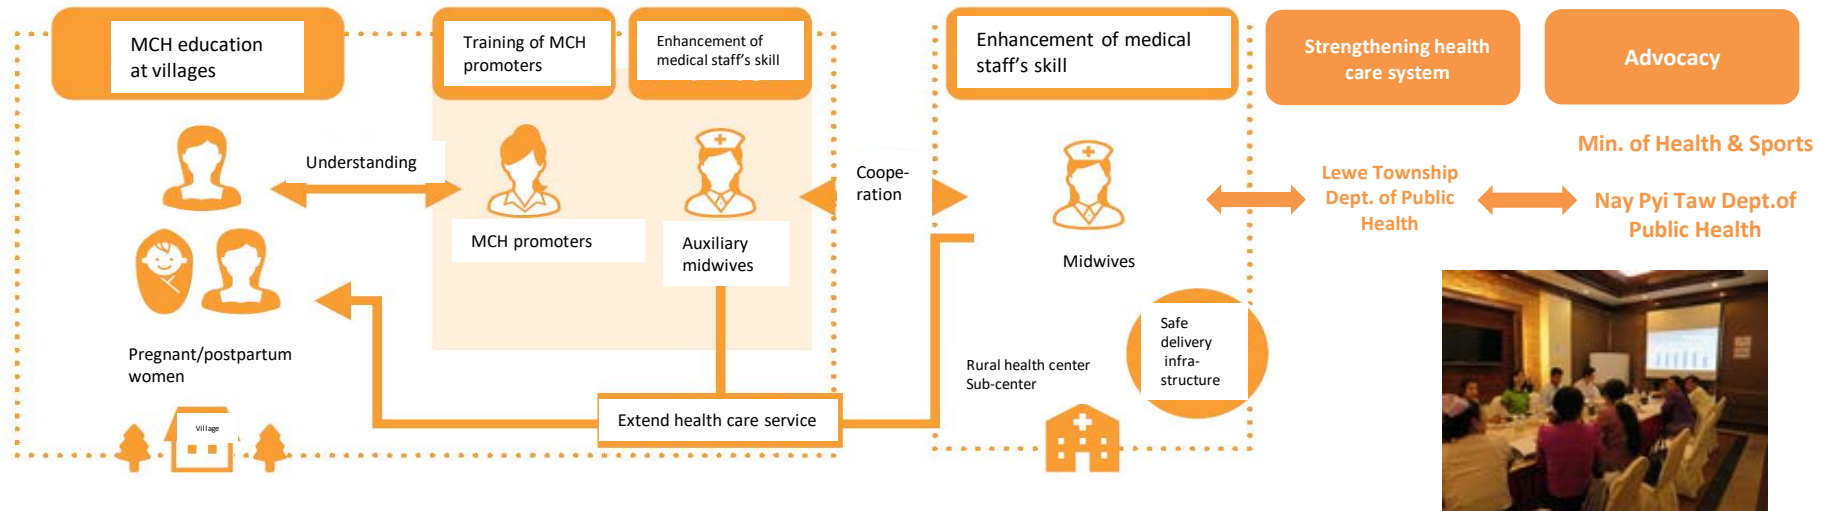 MCH education
at villages
Training of MCH
promoters
Enhancement of
medical staff's skill
Enhancement of medical
staff's skill
Strengthening health
care system
Advocacy
Understanding
Coope-
ration
MCH promoters
Auxiliary
midwives
Midwives
Lewe Township
Dept. of Public
Health
Min. of Health & Sports
Nay Pyi Taw Dept.of
Public Health
Pregnant/postpartum
women
Safe
delivery
infra-
structure
Rural health center
Sub-center
Extend health care service
Village